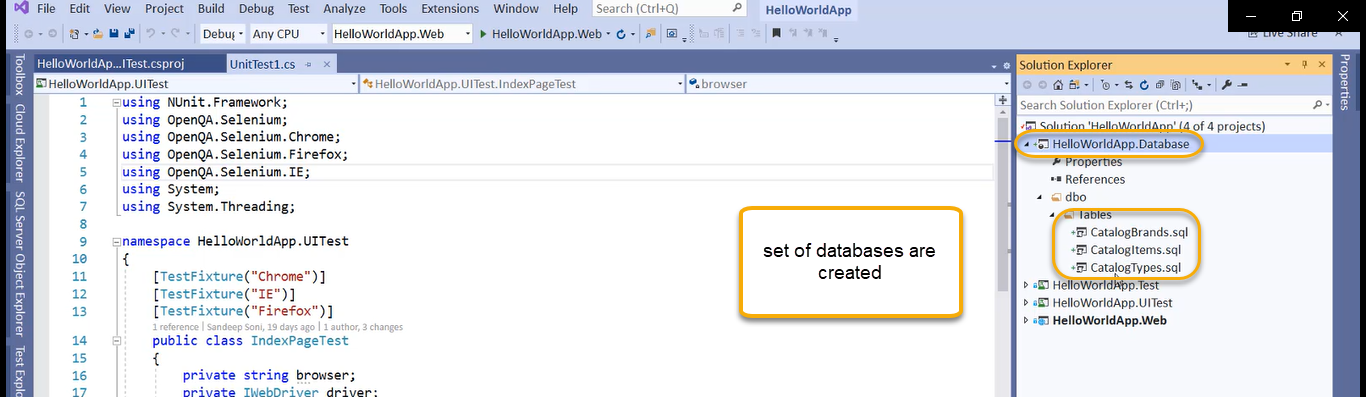 File Edit View Project Build Debug Test Analyze Tools Extensions Window Help Search (Ctrl+Q) HelloWorldApp
Debug Any CPU HelloWorldApp.Web HelloWorldApp.Web Live Share
HelloWorldAp...ITest.csproj UnitTest1.cs
HelloWorldApp.UITest HelloWorldApp.UITest.IndexPageTest browser
Toolbox
Cloud Explorer
SQL Server Object Explorer
1 using NUnit.Framework;
2 using OpenQA.Selenium;
3 using OpenQA.Selenium.Chrome;
4 using OpenQA.Selenium.Firefox;
5 using OpenQA.Selenium.IE;
6 using System;
7 using System.Threading;
8
9 namespace HelloWorldApp.UITest
10 {
11 [TestFixture("Chrome")]
12 [TestFixture("IE")]
13 [TestFixture("Firefox")]
1 reference | Sandeep Soni, 19 days ago | 1 author, 3 changes
14 public class IndexPageTest
15 {
16 private string browser;
17 private IWebDriver driver;
set of databases are
created
Solution Explorer
Search Solution Explorer (Ctrl+;)
Solution 'HelloWorldApp' (4 of 4 projects)
HelloWorldApp.Database
Properties
References
dbo
Tables
CatalogBrands.sql
CatalogItems.sql
CatalogTypes.sql
HelloWorldApp.Test
HelloWorldApp.UITest
HelloWorldApp.Web
Properties